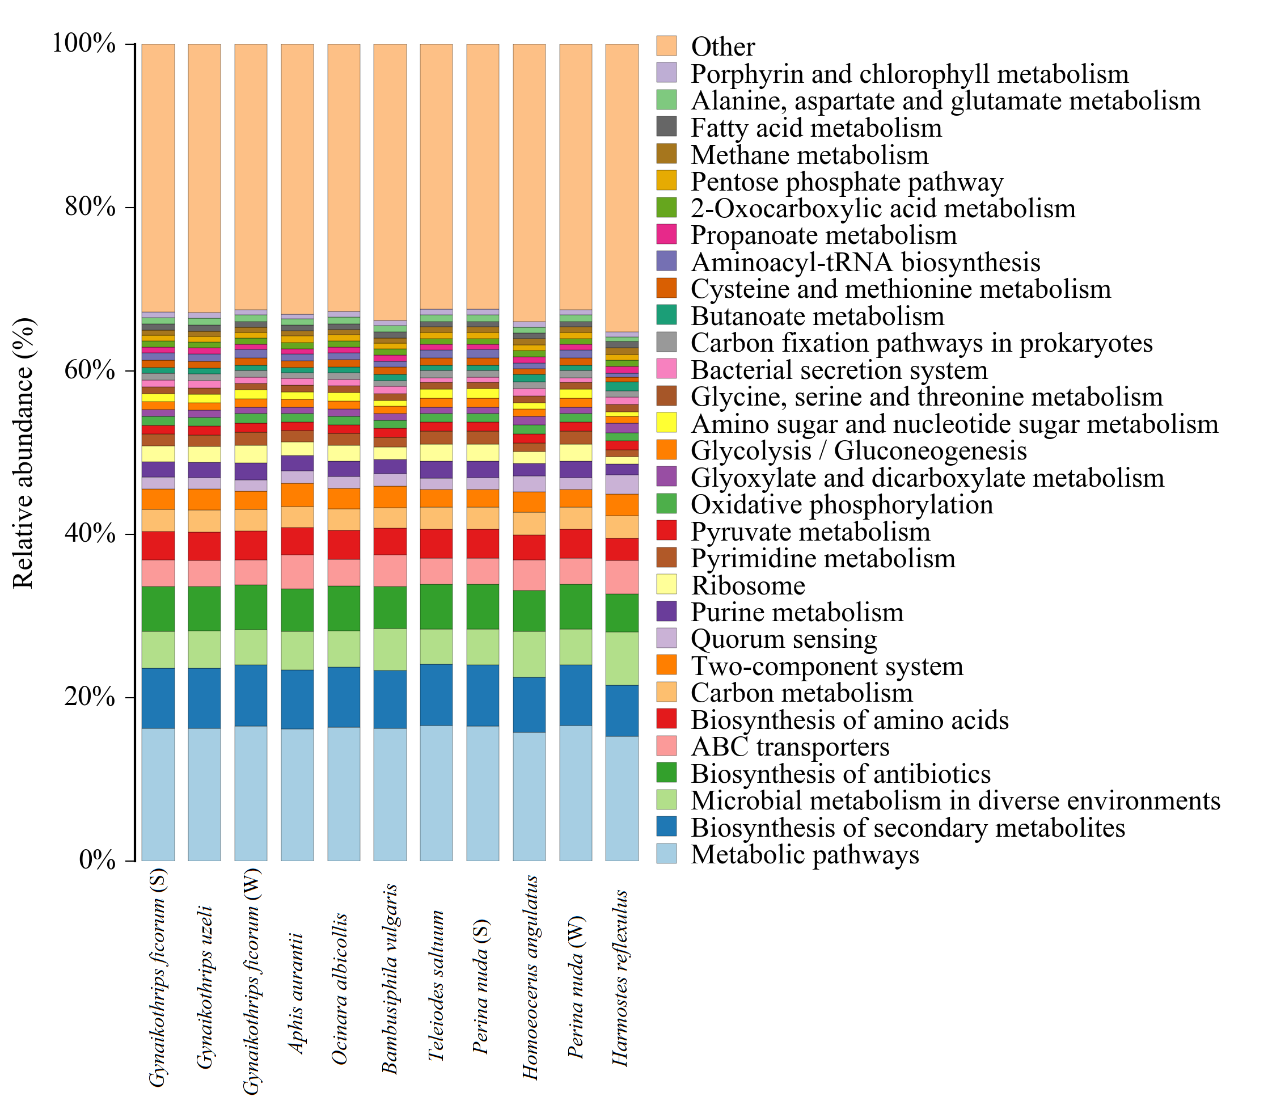 100%
80%
60%
40%
20%
0%
Relative abundance (%)
Other
Porphyrin and chlorophyll metabolism
Alanine, aspartate and glutamate metabolism
Fatty acid metabolism
Methane metabolism
Pentose phosphate pathway
2-Oxocarboxylic acid metabolism
Propanoate metabolism
Aminoacyl-tRNA biosynthesis
Cysteine and methionine metabolism
Butanoate metabolism
Carbon fixation pathways in prokaryotes
Bacterial secretion system
Glycine, serine and threonine metabolism
Amino sugar and nucleotide sugar metabolism
Glycolysis / Gluconeogenesis
Glyoxylate and dicarboxylate metabolism
Oxidative phosphorylation
Pyruvate metabolism
Pyrimidine metabolism
Ribosome
Purine metabolism
Quorum sensing
Two-component system
Carbon metabolism
Biosynthesis of amino acids
ABC transporters
Biosynthesis of antibiotics
Microbial metabolism in diverse environments
Biosynthesis of secondary metabolites
Metabolic pathways
Gynaikothrips ficorum (S)
Gynaikothrips uzeli
Gynaikothrips ficorum (W)
Aphis aurantii
Ocinara albicollis
Bambusiphila vulgaris
Teleiodes saltuum
Perina nuda (S)
Homoeocerus angulatus
Perina nuda (W)
Harmostes reflexulus